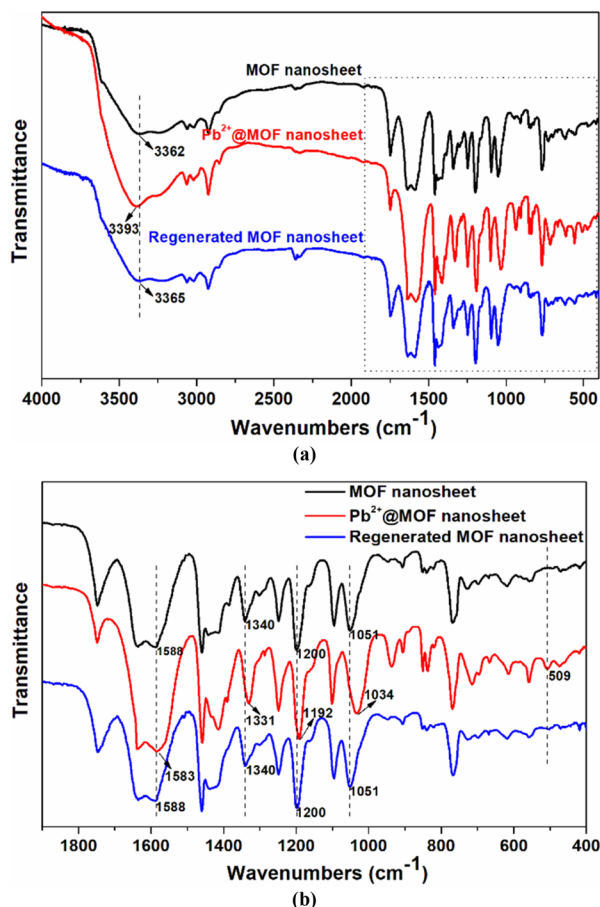 MOF nanosheet
Pb²⁺@MOF nanosheet
Regenerated MOF nanosheet
3362
3393
3365
Transmittance
4000 3500 3000 2500 2000 1500 1000 500
Wavenumbers (cm⁻¹)
(a)
MOF nanosheet
Pb²⁺@MOF nanosheet
Regenerated MOF nanosheet
1588 1340 1200 1051
509
1583 1331 1192 1034
1588 1340 1200 1051
Transmittance
1800 1600 1400 1200 1000 800 600 400
Wavenumbers (cm⁻¹)
(b)